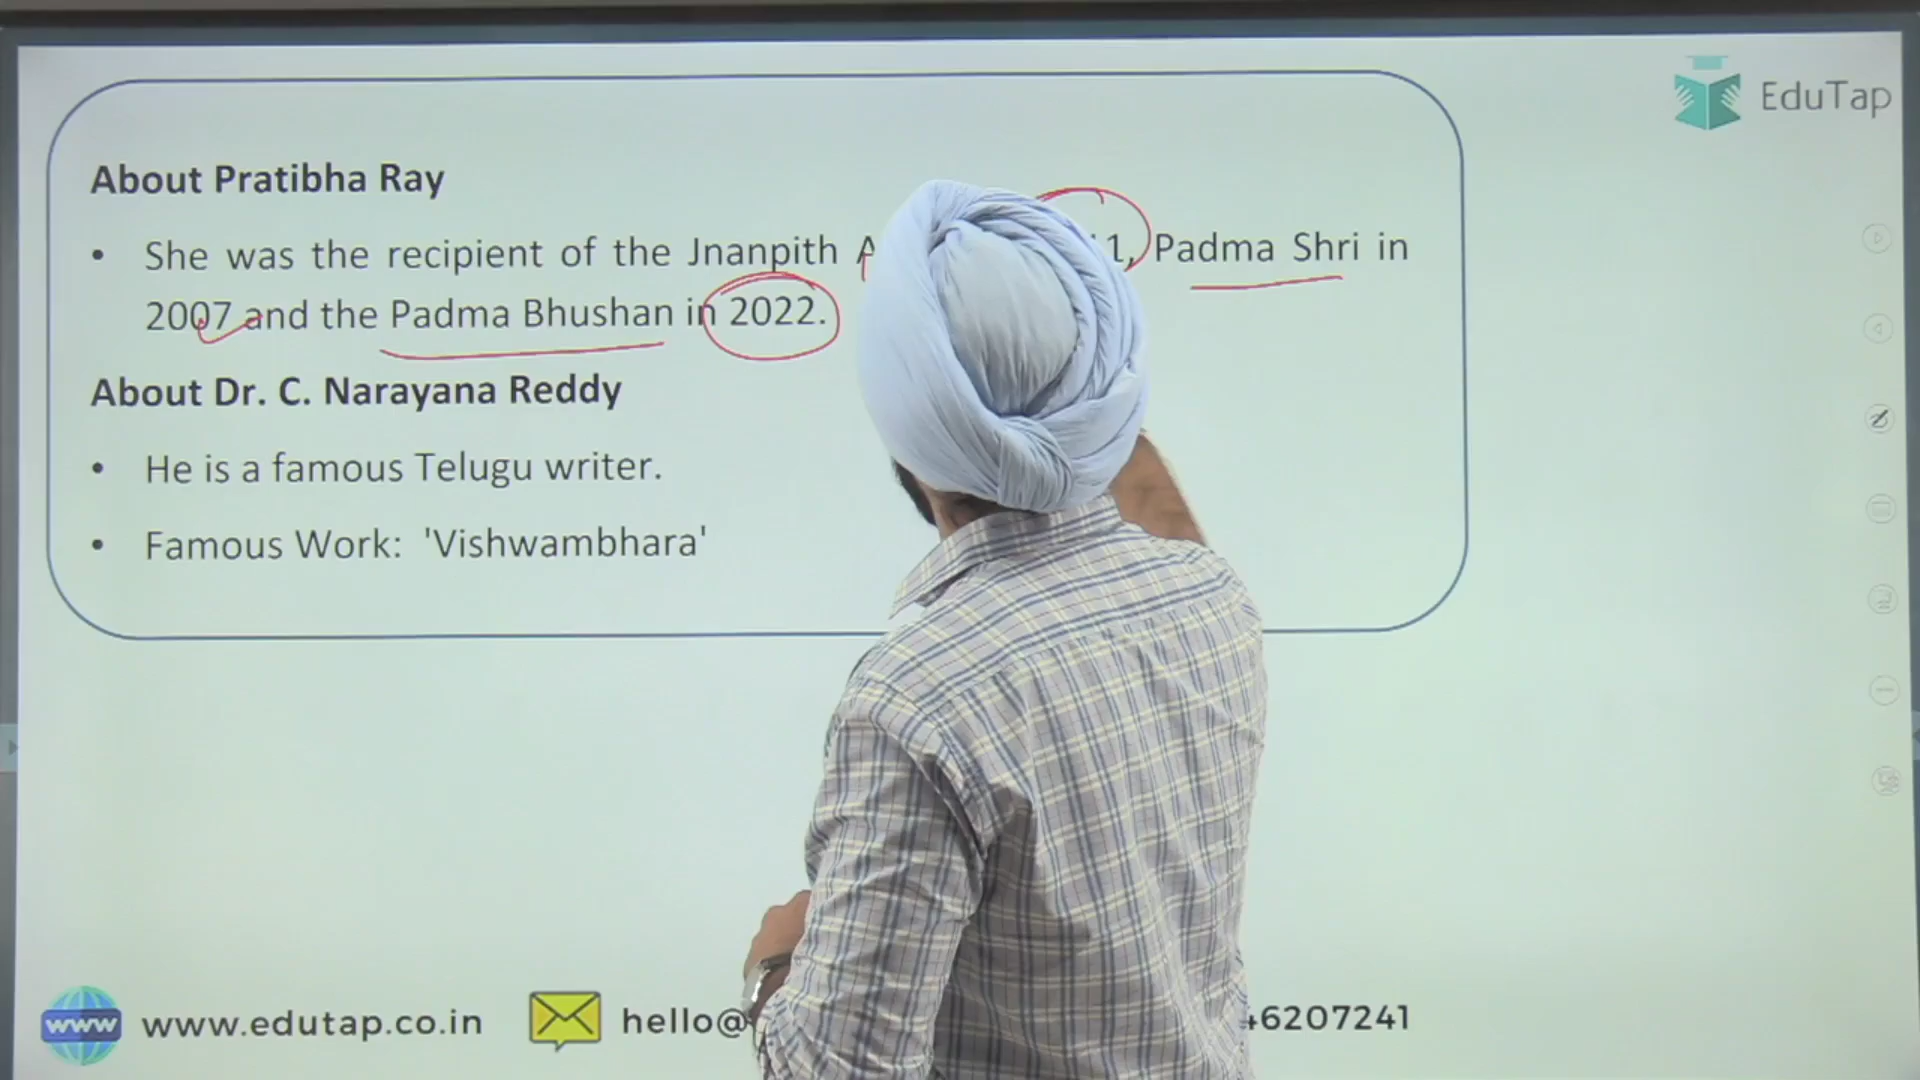 EduTap
About Pratibha Ray
• She was the recipient of the Jnanpith 1, Padma Shri in
2007 and the Padma Bhushan in 2022.
About Dr. C. Narayana Reddy
• He is a famous Telugu writer.
• Famous Work: 'Vishwambhara'
www www.edutap.co.in hello@ 46207241